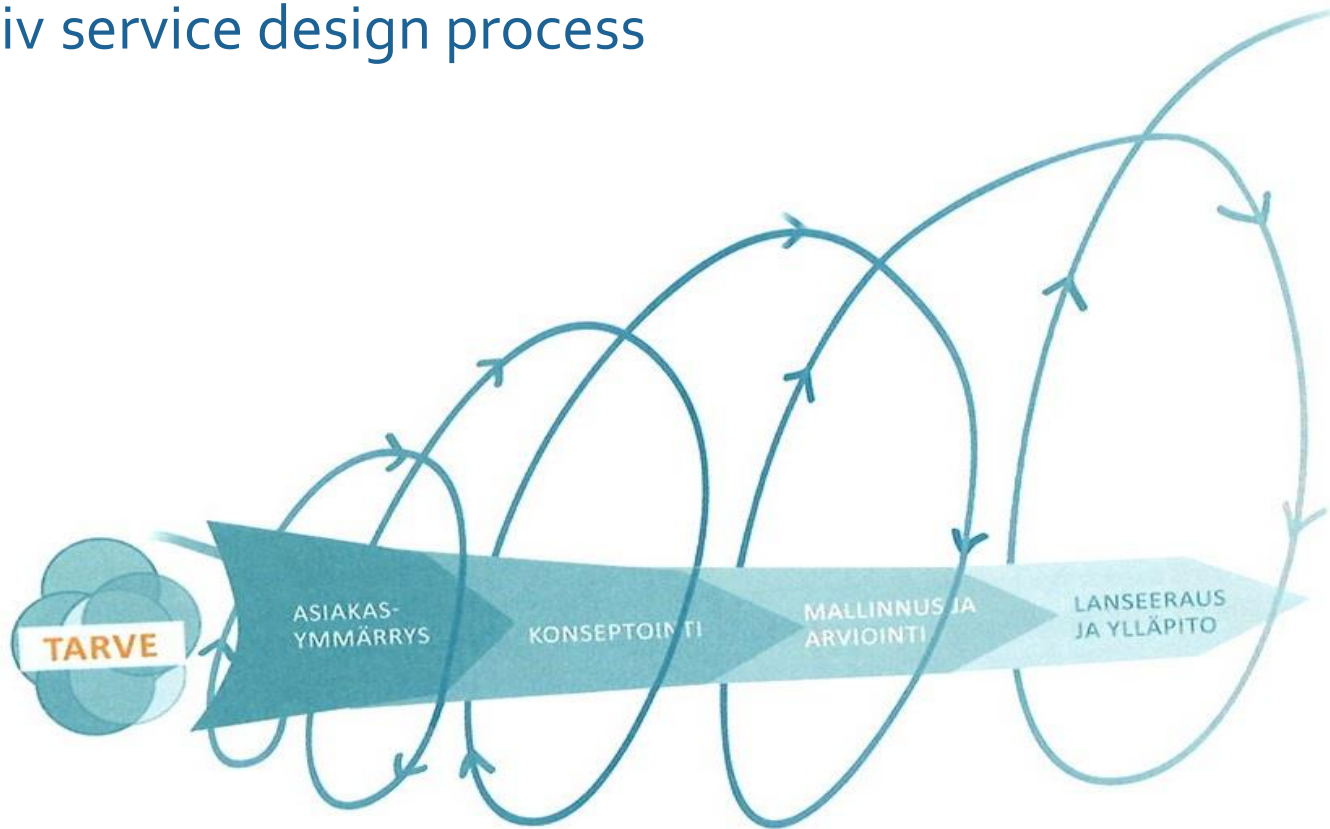 iv service design process
TARVE
ASIAKAS-
YMMÄRRYS
KONSEPTOINTI
MALLINNUS JA
ARVIOINTI
LANSEERAUS
JA YLLÄPITO